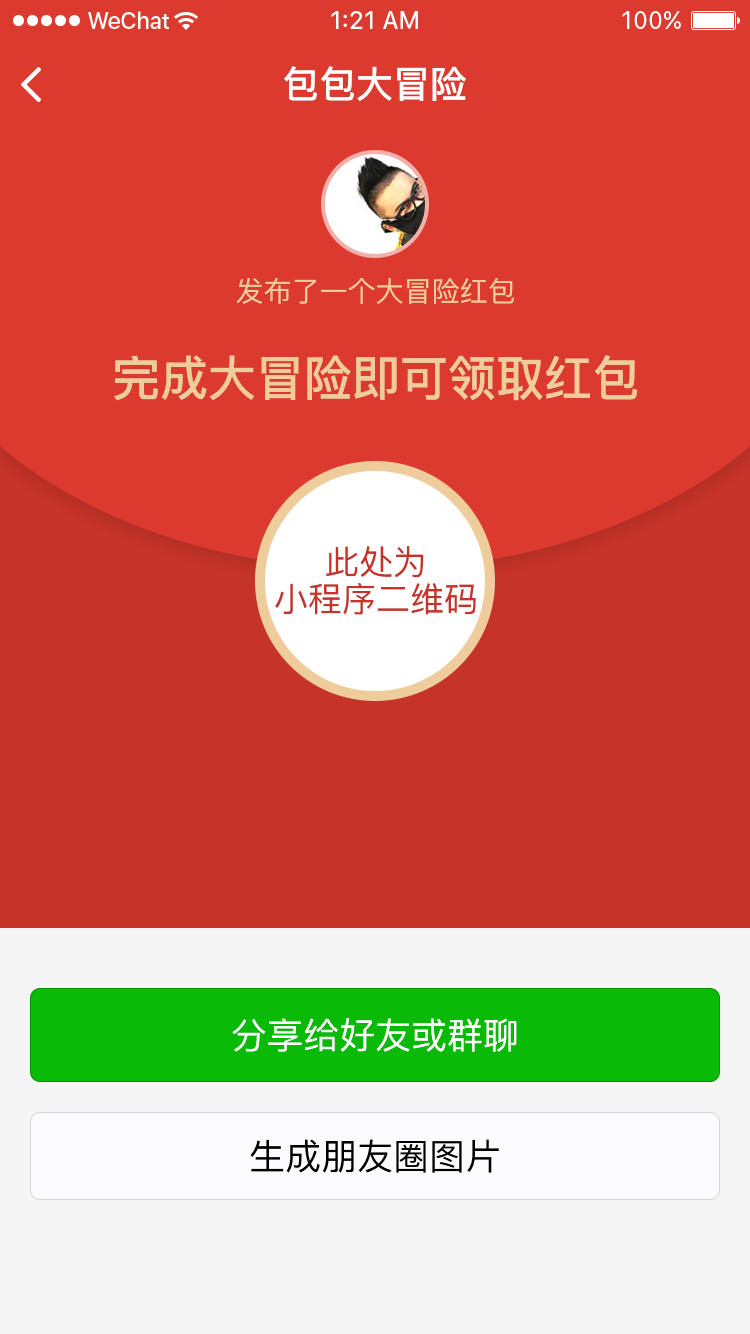 WeChat 1:21 AM 100%
包包大冒险
发布了一个大冒险红包
完成大冒险即可领取红包
此处为
小程序二维码
分享给好友或群聊
生成朋友圈图片